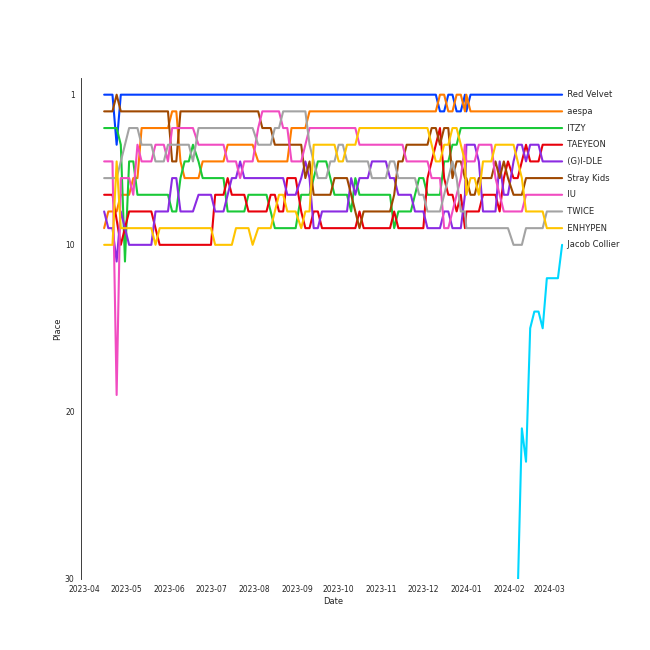 1
10
20
30
Place
2023-04
2023-05
2023-06
2023-07
2023-08
2023-09
2023-10
2023-11
2023-12
2024-01
2024-02
2024-03
Date
Red Velvet
aespa
ITZY
TAEYEON
(G)I-DLE
Stray Kids
IU
TWICE
ENHYPEN
Jacob Collier